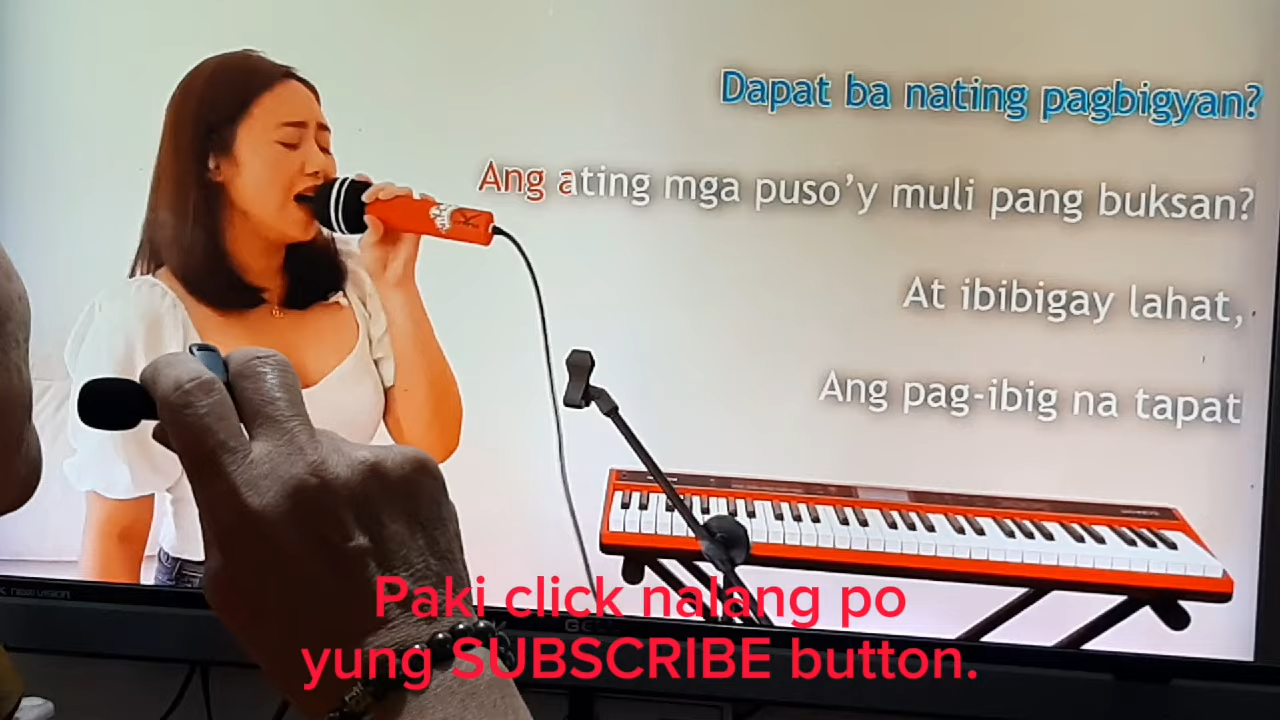 Dapat ba nating pagbigyan?
Ang ating mga puso'y muli pang buksan?
At ibibigay lahat,
Ang pag-ibig na tapat
Paki click nalang po
yung SUBSCRIBE button.